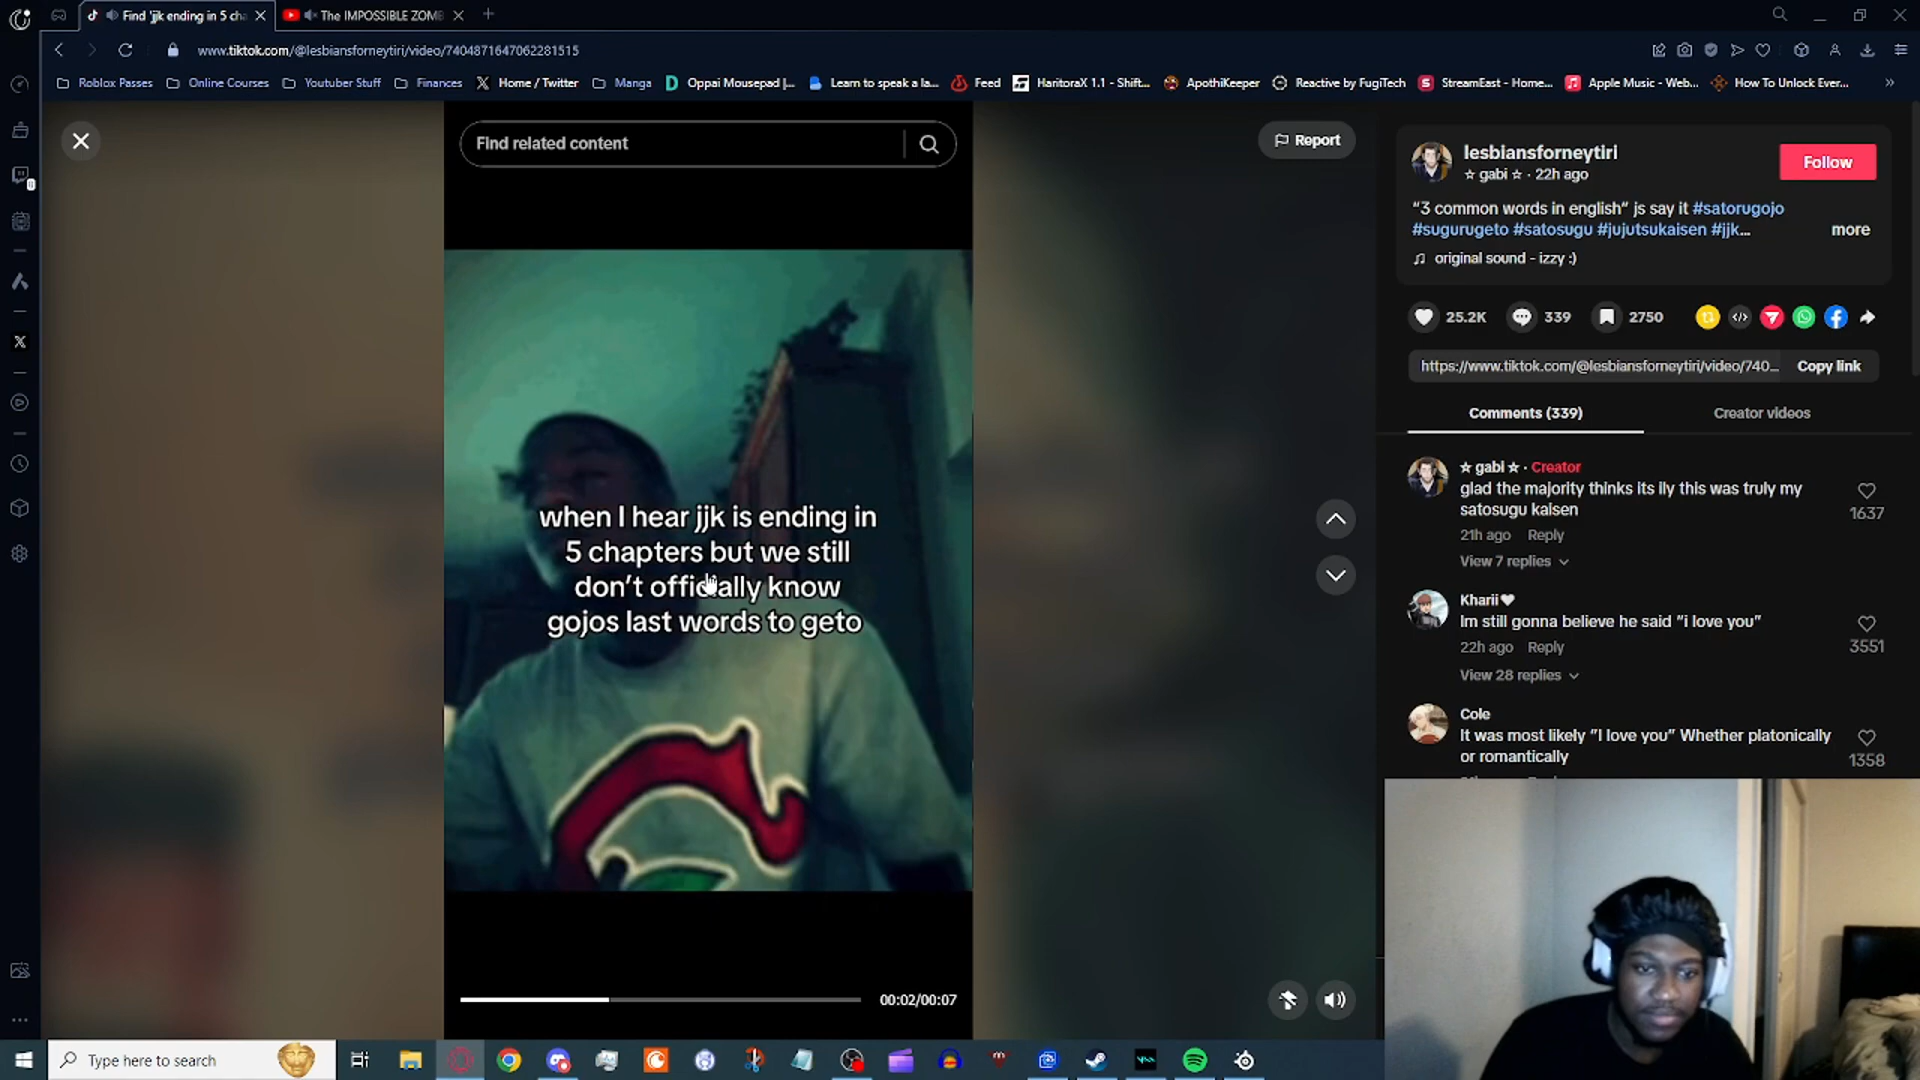 Find 'jjk ending in 5 cha
The IMPOSSIBLE ZOMB
www.tiktok.com/@lesbiansforneytiri/video/7404871647062281515
Roblox Passes
Online Courses
Youtuber Stuff
Finances
Home / Twitter
Manga
Oppai Mousepad |...
Learn to speak a la...
Feed
HaritoraX 1.1 - Shift...
ApothiKeeper
Reactive by FugiTech
StreamEast - Home...
Apple Music - Web...
How To Unlock Ever...
Find related content
Report
when I hear jjk is ending in
5 chapters but we still
don't officially know
gojos last words to geto
00:02/00:07
lesbiansforneytiri
☆ gabi ☆ · 22h ago
Follow
"3 common words in english" js say it #satorugojo
#sugurugeto #satosugu #jujutsukaisen #jjk...
more
original sound - izzy :)
25.2K
339
2750
https://www.tiktok.com/@lesbiansforneytiri/video/740...
Copy link
Comments (339)
Creator videos
☆ gabi ☆ · Creator
glad the majority thinks its ily this was truly my
satosugu kaisen
1637
21h ago Reply
View 7 replies
Kharii♥
Im still gonna believe he said "i love you"
3551
22h ago Reply
View 28 replies
Cole
It was most likely "I love you" Whether platonically
or romantically
1358
Type here to search